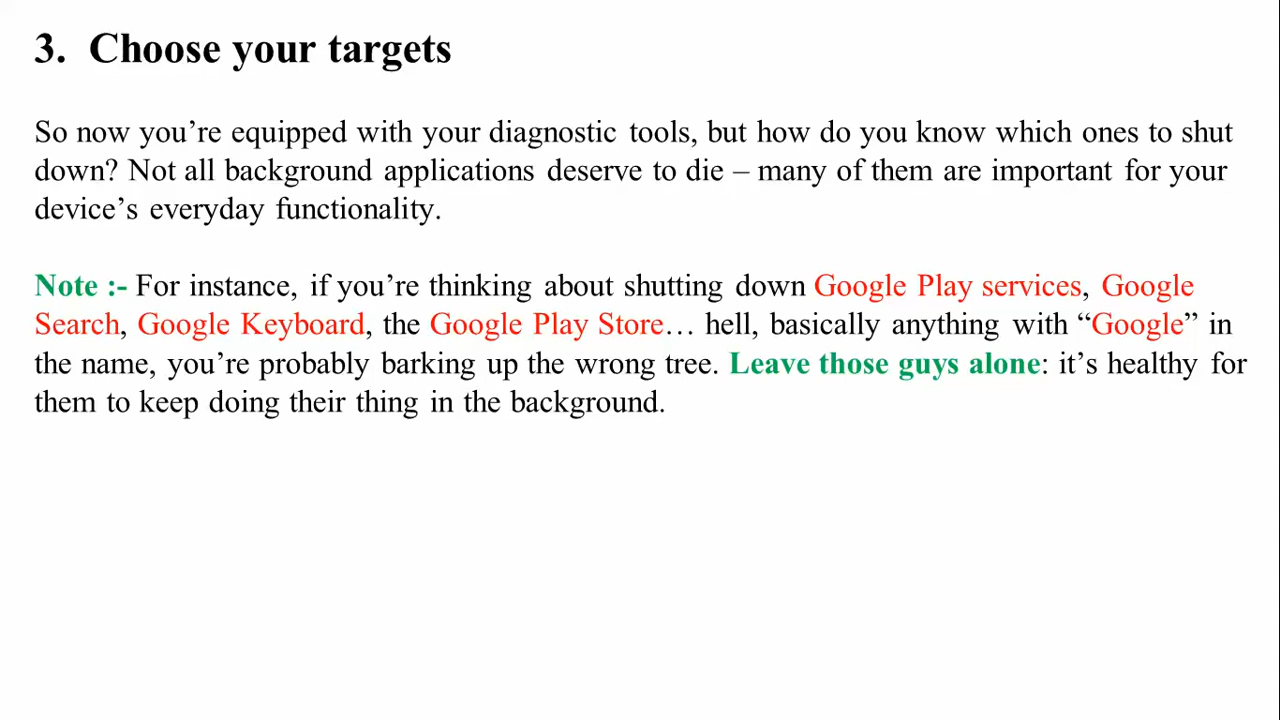 3. Choose your targets
So now you’re equipped with your diagnostic tools, but how do you know which ones to shut
down? Not all background applications deserve to die – many of them are important for your
device’s everyday functionality.
Note :- For instance, if you’re thinking about shutting down Google Play services, Google
Search, Google Keyboard, the Google Play Store… hell, basically anything with “Google” in
the name, you’re probably barking up the wrong tree. Leave those guys alone: it’s healthy for
them to keep doing their thing in the background.